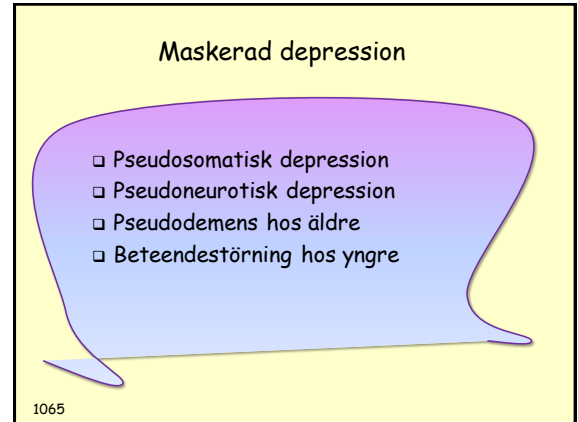 Maskerad depression
❑ Pseudosomatisk depression
❑ Pseudoneurotisk depression
❑ Pseudodemens hos äldre
❑ Beteendestörning hos yngre
1065